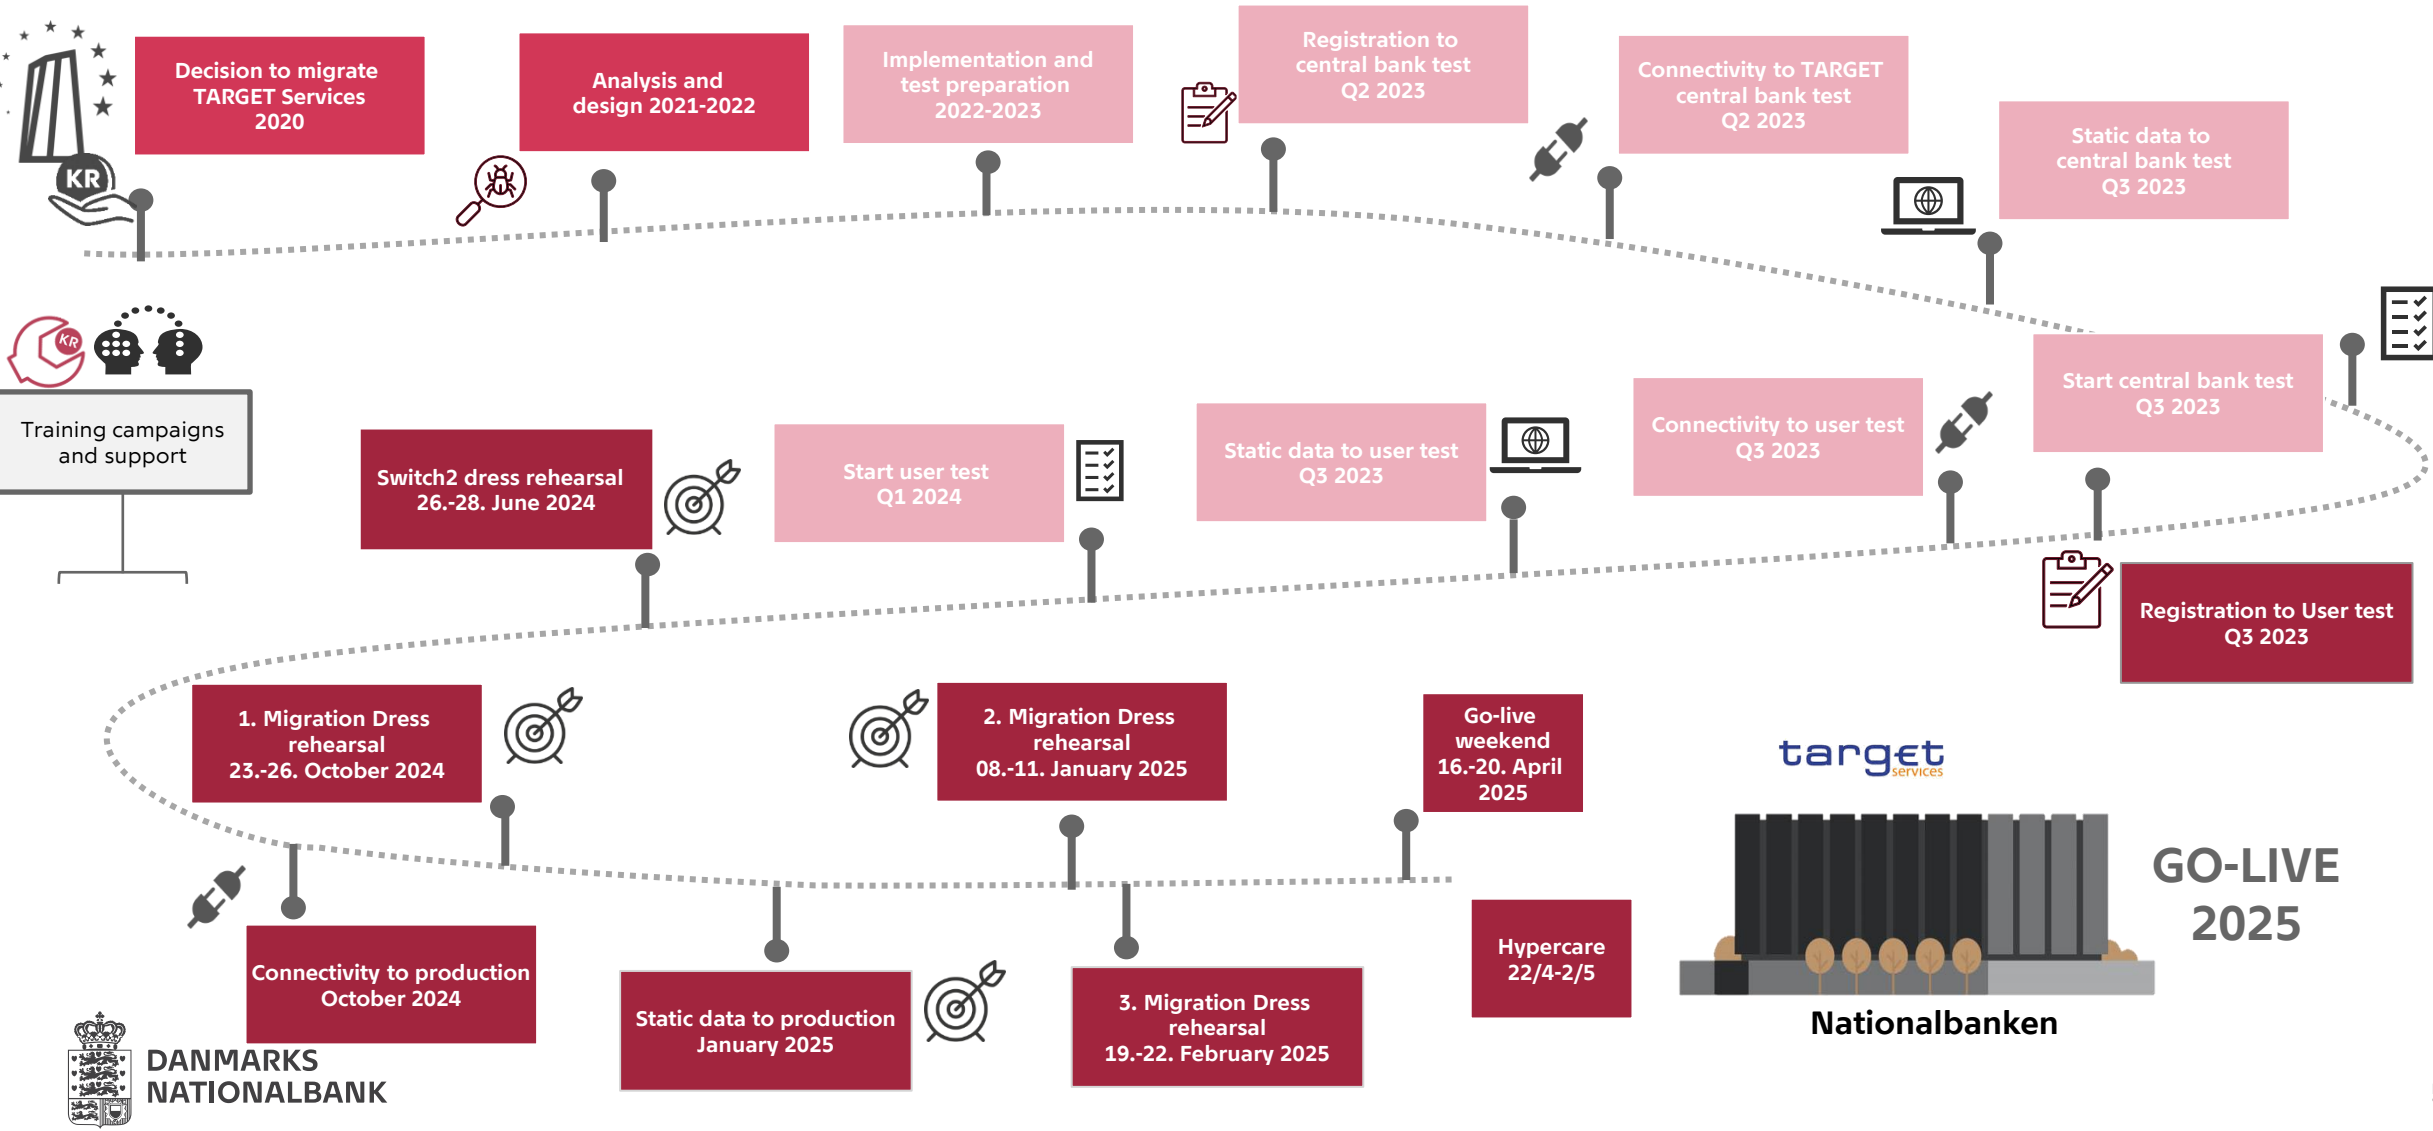 Decision to migrate
TARGET Services
2020
Analysis and
design 2021-2022
Implementation and
test preparation
2022-2023
Registration to
central bank test
Q2 2023
Connectivity to TARGET
central bank test
Q2 2023
Static data to
central bank test
Q3 2023
KR
KR
Training campaigns
and support
Start central bank test
Q3 2023
Connectivity to user test
Q3 2023
Static data to user test
Q3 2023
Start user test
Q1 2024
Switch2 dress rehearsal
26.-28. June 2024
Registration to User test
Q3 2023
1. Migration Dress
rehearsal
23.-26. October 2024
2. Migration Dress
rehearsal
08.-11. January 2025
Go-live
weekend
16.-20. April
2025
Connectivity to production
October 2024
Static data to production
January 2025
3. Migration Dress
rehearsal
19.-22. February 2025
Hypercare
22/4-2/5
target
services
GO-LIVE
2025
Nationalbanken
DANMARKS
NATIONALBANK